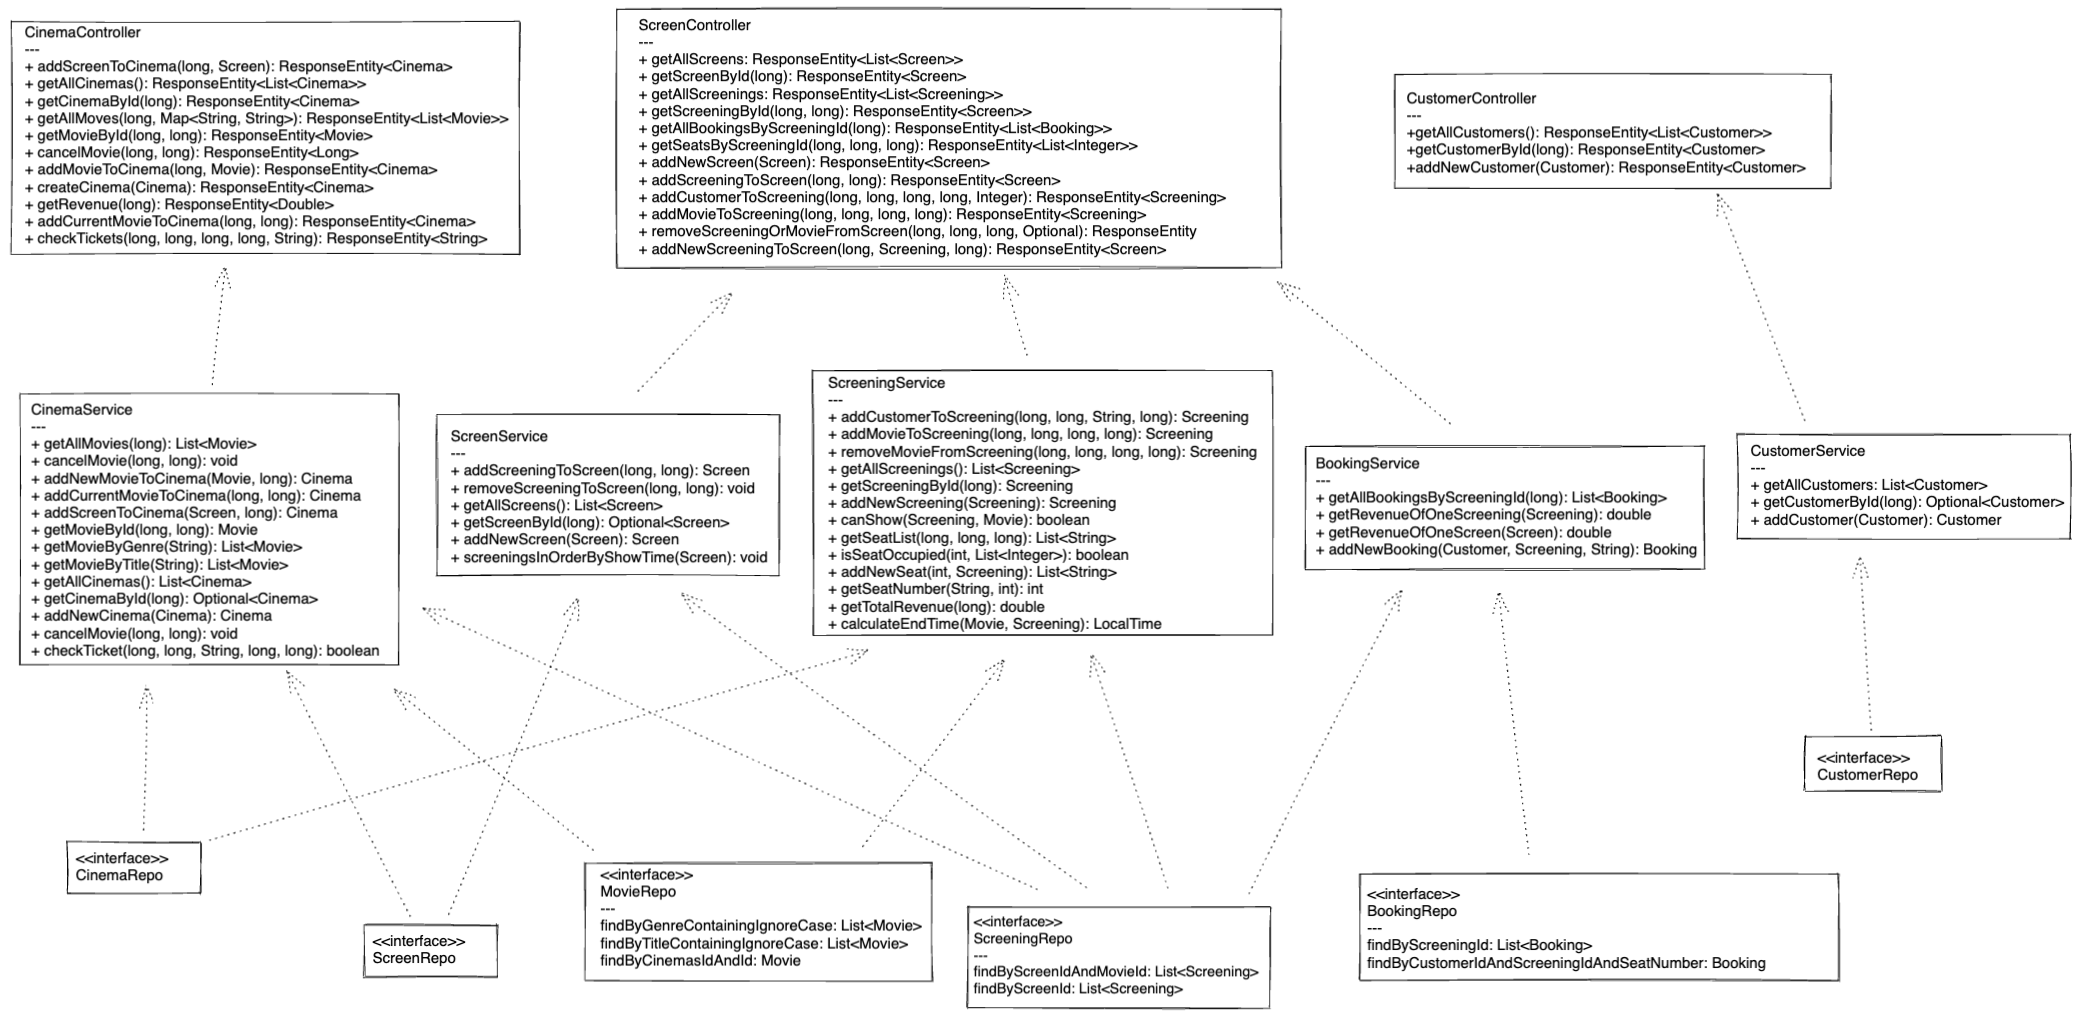 CinemaController
---
+ addScreenToCinema(long, Screen): ResponseEntity<Cinema>
+ getAllCinemas(): ResponseEntity<List<Cinema>>
+ getCinemaById(long): ResponseEntity<Cinema>
+ getAllMoves(long, Map<String, String>): ResponseEntity<List<Movie>>
+ getMovieById(long, long): ResponseEntity<Movie>
+ cancelMovie(long, long): ResponseEntity<Long>
+ addMovieToCinema(long, Movie): ResponseEntity<Cinema>
+ createCinema(Cinema): ResponseEntity<Cinema>
+ getRevenue(long): ResponseEntity<Double>
+ addCurrentMovieToCinema(long, long): ResponseEntity<Cinema>
+ checkTickets(long, long, long, long, String): ResponseEntity<String>
ScreenController
---
+ getAllScreens: ResponseEntity<List<Screen>>
+ getScreenById(long): ResponseEntity<Screen>
+ getAllScreenings: ResponseEntity<List<Screening>>
+ getScreeningById(long, long): ResponseEntity<Screen>>
+ getAllBookingsByScreeningId(long): ResponseEntity<List<Booking>>
+ getSeatsByScreeningId(long, long, long): ResponseEntity<List<Integer>>
+ addNewScreen(Screen): ResponseEntity<Screen>
+ addScreeningToScreen(long, long): ResponseEntity<Screen>
+ addCustomerToScreening(long, long, long, long, Integer): ResponseEntity<Screening>
+ addMovieToScreening(long, long, long, long): ResponseEntity<Screening>
+ removeScreeningOrMovieFromScreen(long, long, long, Optional): ResponseEntity
+ addNewScreeningToScreen(long, Screening, long): ResponseEntity<Screen>
CustomerController
---
+getAllCustomers(): ResponseEntity<List<Customer>>
+getCustomerById(long): ResponseEntity<Customer>
+addNewCustomer(Customer): ResponseEntity<Customer>
CinemaService
---
+ getAllMovies(long): List<Movie>
+ cancelMovie(long, long): void
+ addNewMovieToCinema(Movie, long): Cinema
+ addCurrentMovieToCinema(long, long): Cinema
+ addScreenToCinema(Screen, long): Cinema
+ getMovieById(long, long): Movie
+ getMovieByGenre(String): List<Movie>
+ getMovieByTitle(String): List<Movie>
+ getAllCinemas(): List<Cinema>
+ getCinemaById(long): Optional<Cinema>
+ addNewCinema(Cinema): Cinema
+ cancelMovie(long, long): void
+ checkTicket(long, long, String, long, long): boolean
ScreenService
---
+ addScreeningToScreen(long, long): Screen
+ removeScreeningToScreen(long, long): void
+ getAllScreens(): List<Screen>
+ getScreenById(long): Optional<Screen>
+ addNewScreen(Screen): Screen
+ screeningsInOrderByShowTime(Screen): void
ScreeningService
---
+ addCustomerToScreening(long, long, String, long): Screening
+ addMovieToScreening(long, long, long, long): Screening
+ removeMovieFromScreening(long, long, long, long): Screening
+ getAllScreenings(): List<Screening>
+ getScreeningById(long): Screening
+ addNewScreening(Screening): Screening
+ canShow(Screening, Movie): boolean
+ getSeatList(long, long, long): List<String>
+ isSeatOccupied(int, List<Integer>): boolean
+ addNewSeat(int, Screening): List<String>
+ getSeatNumber(String, int): int
+ getTotalRevenue(long): double
+ calculateEndTime(Movie, Screening): LocalTime
BookingService
---
+ getAllBookingsByScreeningId(long): List<Booking>
+ getRevenueOfOneScreening(Screening): double
+ getRevenueOfOneScreen(Screen): double
+ addNewBooking(Customer, Screening, String): Booking
CustomerService
---
+ getAllCustomers: List<Customer>
+ getCustomerById(long): Optional<Customer>
+ addCustomer(Customer): Customer
<<interface>>
CustomerRepo
<<interface>>
CinemaRepo
<<interface>>
ScreenRepo
<<interface>>
MovieRepo
---
findByGenreContainingIgnoreCase: List<Movie>
findByTitleContainingIgnoreCase: List<Movie>
findByCinemasIdAndId: Movie
<<interface>>
ScreeningRepo
---
findByScreenIdAndMovieId: List<Screening>
findByScreenId: List<Screening>
<<interface>>
BookingRepo
---
findByScreeningId: List<Booking>
findByCustomerIdAndScreeningIdAndSeatNumber: Booking